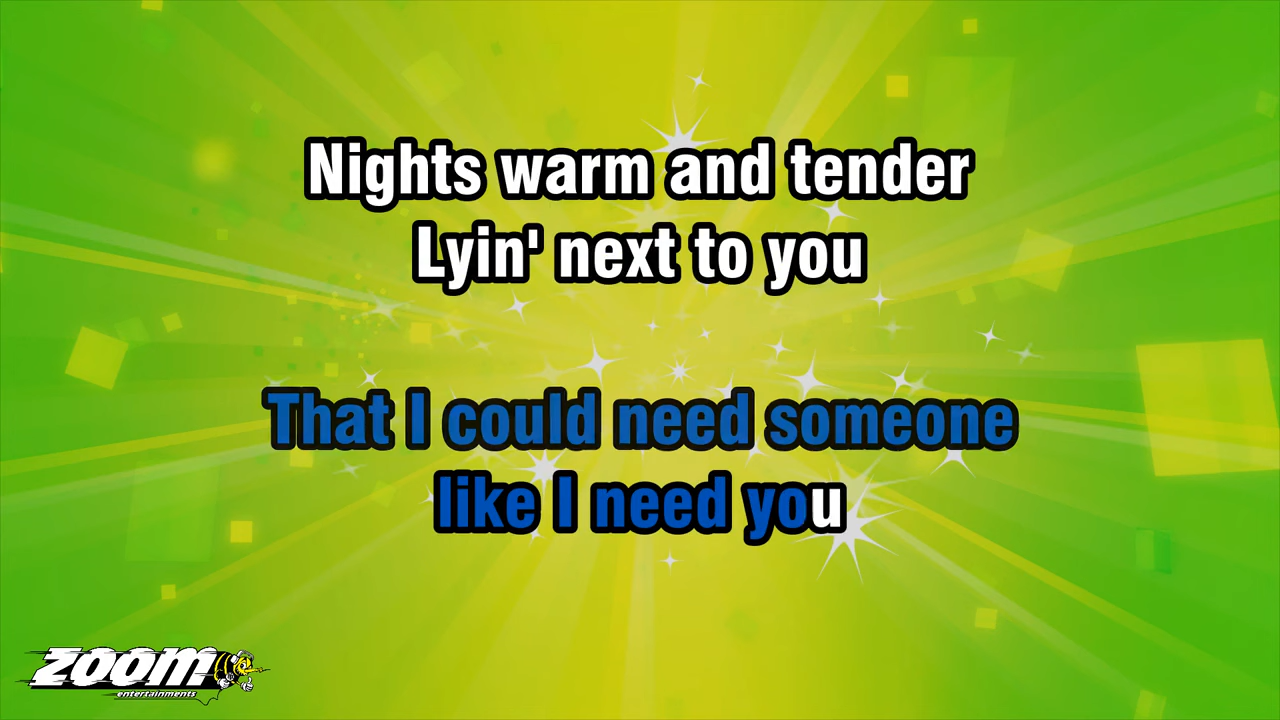 Nights warm and tender
Lyin' next to you
That I could need someone
like I need you
ZOOM
entertainments